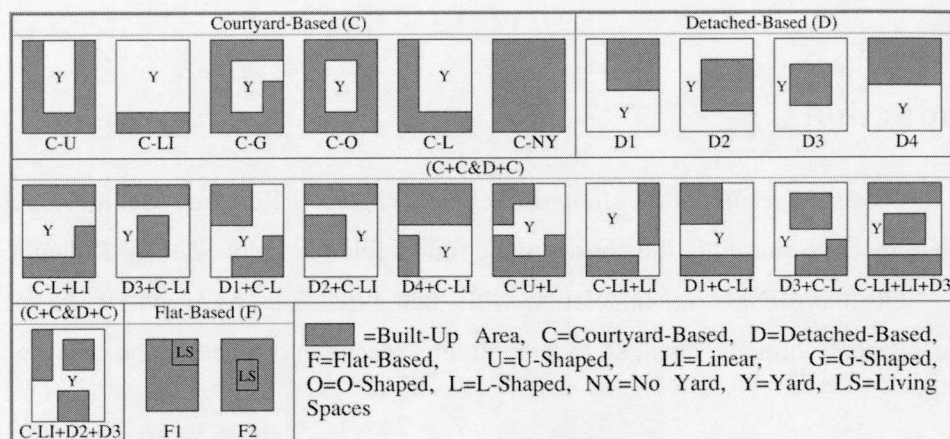 Courtyard-Based (C) Detached-Based (D)
Y Y Y Y Y Y Y Y Y
C-U C-LI C-G C-O C-L C-NY D1 D2 D3 D4
(C+C&D+C)
Y Y Y Y Y Y Y Y Y Y
C-L+LI D3+C-LI D1+C-L D2+C-LI D4+C-LI C-U+L C-LI+LI D1+C-LI D3+C-L C-LI+LI+D3
(C+C&D+C) Flat-Based (F)
LS LS
Y
C-LI+D2+D3 F1 F2
=Built-Up Area, C=Courtyard-Based, D=Detached-Based,
F=Flat-Based, U=U-Shaped, LI=Linear, G=G-Shaped,
O=O-Shaped, L=L-Shaped, NY=No Yard, Y=Yard, LS=Living
Spaces